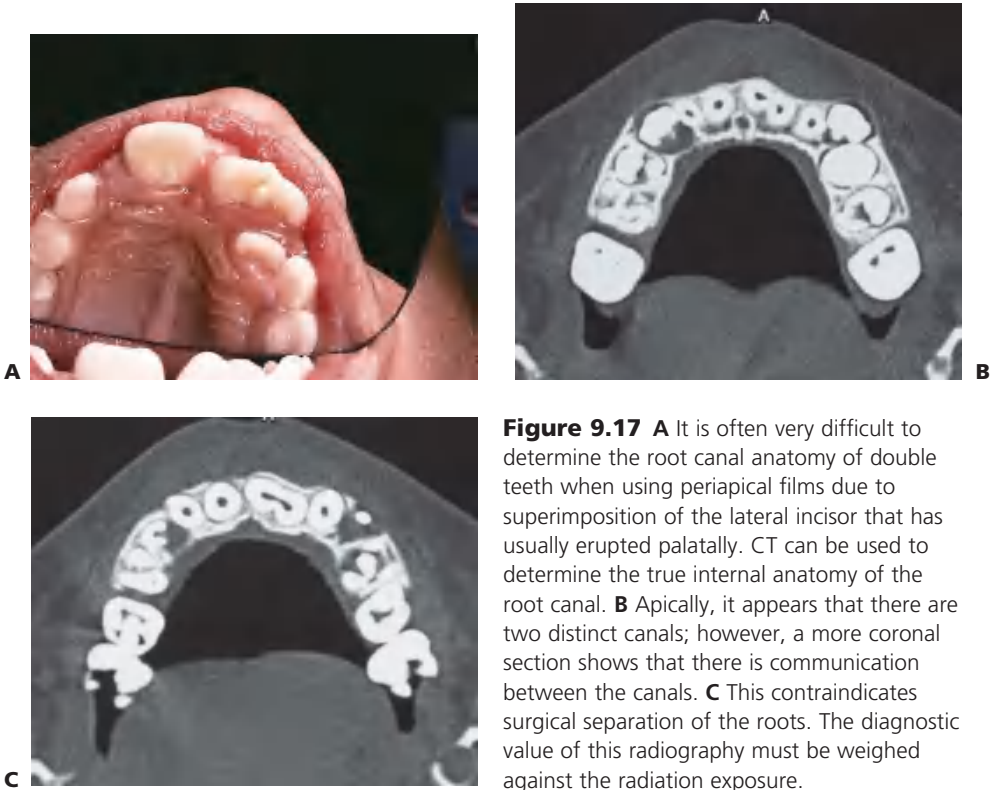 A
B
A
C
Figure 9.17 A It is often very difficult to
determine the root canal anatomy of double
teeth when using periapical films due to
superimposition of the lateral incisor that has
usually erupted palatally. CT can be used to
determine the true internal anatomy of the
root canal. B Apically, it appears that there are
two distinct canals; however, a more coronal
section shows that there is communication
between the canals. C This contraindicates
surgical separation of the roots. The diagnostic
value of this radiography must be weighed
against the radiation exposure.